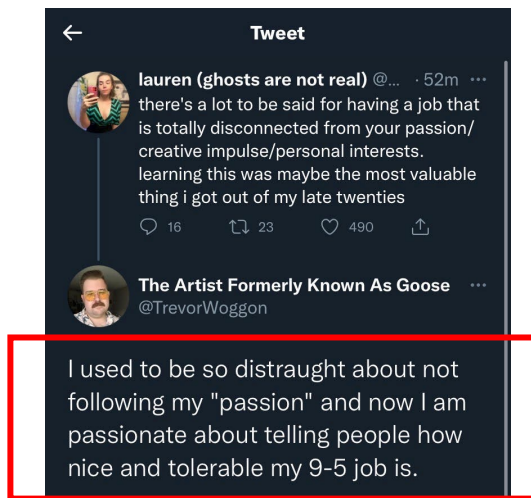 Tweet
lauren (ghosts are not real) @... · 52m
there's a lot to be said for having a job that
is totally disconnected from your passion/
creative impulse/personal interests.
learning this was maybe the most valuable
thing i got out of my late twenties
16 23 490
The Artist Formerly Known As Goose
@TrevorWoggon
I used to be so distraught about not
following my "passion" and now I am
passionate about telling people how
nice and tolerable my 9-5 job is.